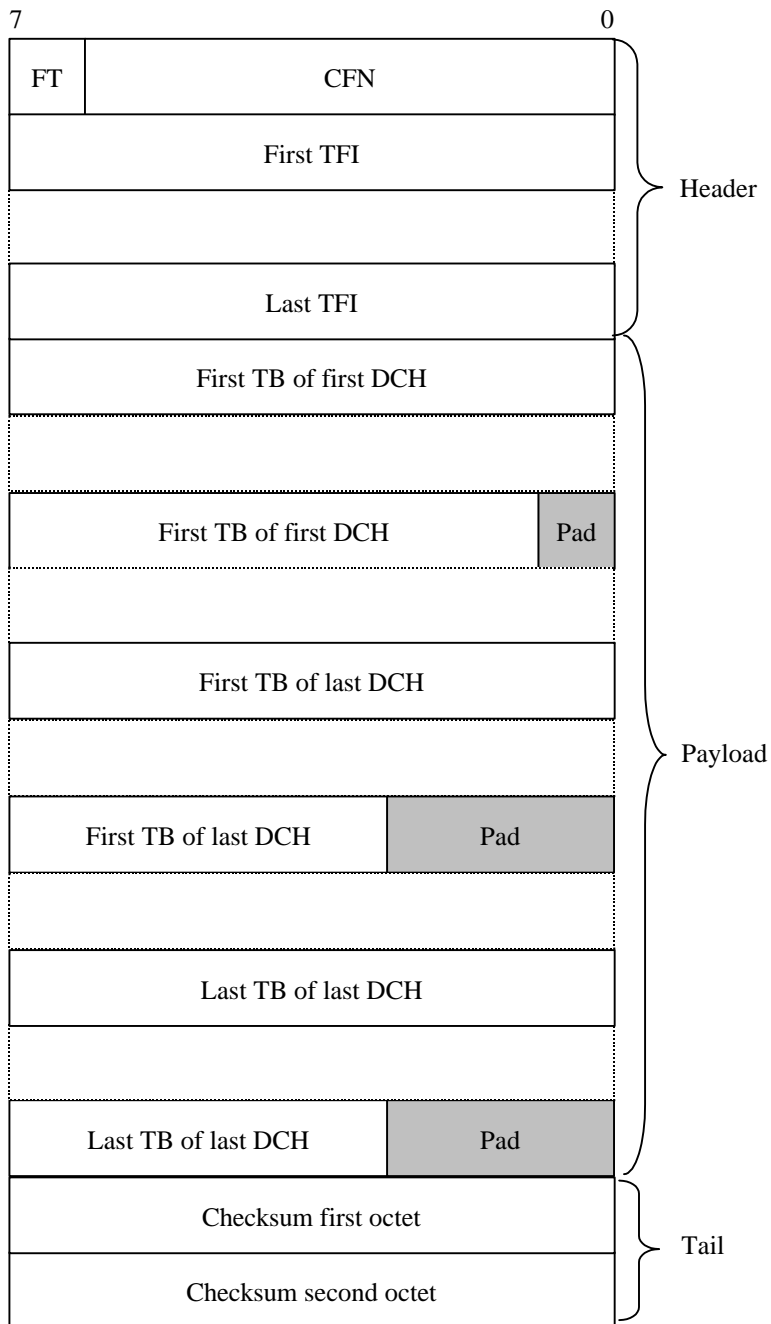 7 0
FT CFN
First TFI
Header
Last TFI
First TB of first DCH
First TB of first DCH Pad
First TB of last DCH
Payload
First TB of last DCH Pad
Last TB of last DCH
Last TB of last DCH Pad
Checksum first octet
Tail
Checksum second octet